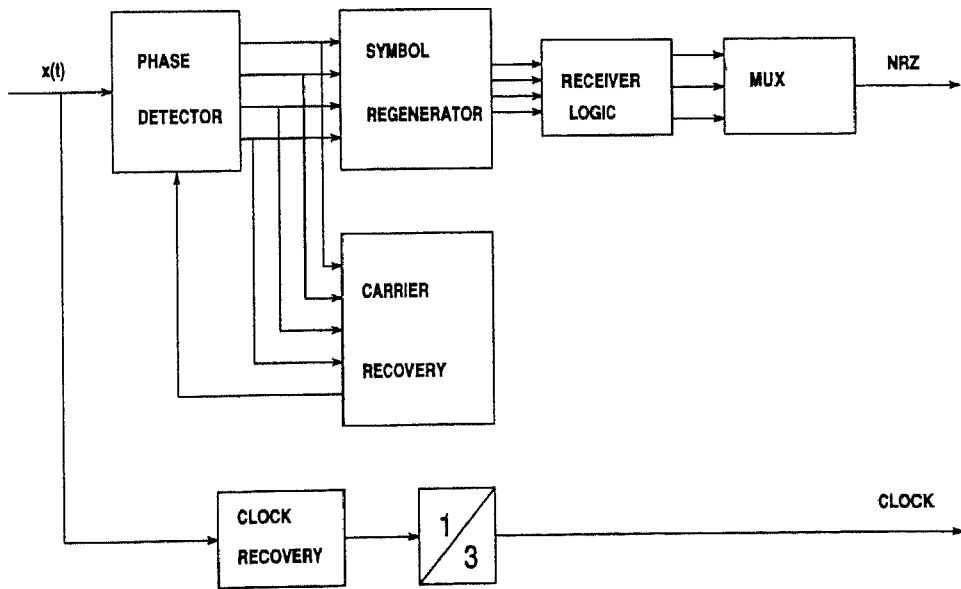 x(t)
PHASE
DETECTOR
SYMBOL
REGENERATOR
RECEIVER
LOGIC
MUX
NRZ
CARRIER
RECOVERY
CLOCK
RECOVERY
1
3
CLOCK